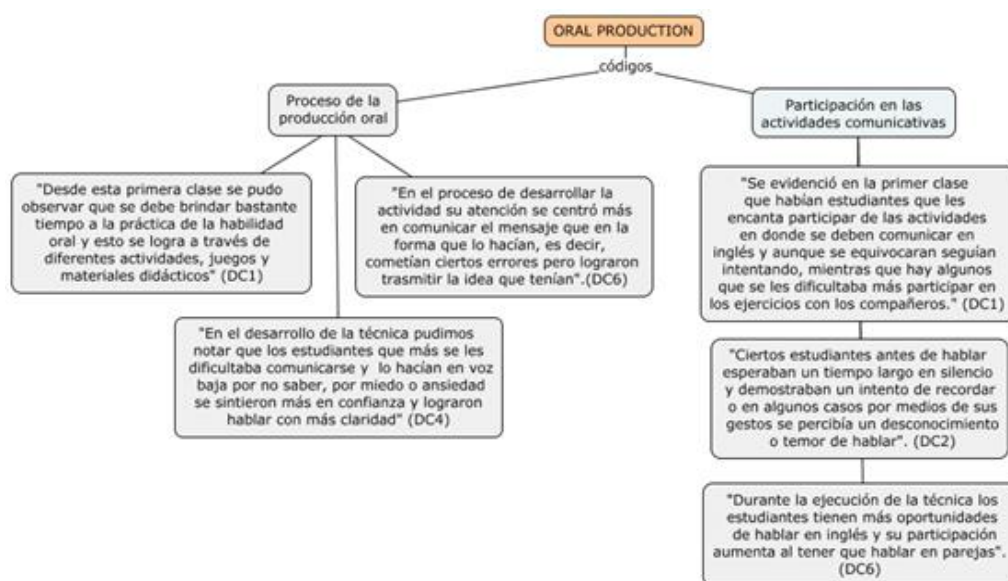 ORAL PRODUCTION
códigos
Proceso de la
producción oral
Participación en las
actividades comunicativas
"Desde esta primera clase se pudo
observar que se debe brindar bastante
tiempo a la práctica de la habilidad
oral y esto se logra a través de
diferentes actividades, juegos y
materiales didácticos" (DC1)
"En el proceso de desarrollar la
actividad su atención se centró más
en comunicar el mensaje que en la
forma que lo hacían, es decir,
cometían ciertos errores pero lograron
trasmitir la idea que tenían".(DC6)
"En el desarrollo de la técnica pudimos
notar que los estudiantes que más se les
dificultaba comunicarse y lo hacían en voz
baja por no saber, por miedo o ansiedad
se sintieron más en confianza y lograron
hablar con más claridad" (DC4)
"Se evidenció en la primer clase
que habían estudiantes que les
encanta participar de las actividades
en donde se deben comunicar en
inglés y aunque se equivocaran seguían
intentando, mientras que hay algunos
que se les dificultaba más participar en
los ejercicios con los compañeros." (DC1)
"Ciertos estudiantes antes de hablar
esperaban un tiempo largo en silencio
y demostraban un intento de recordar
o en algunos casos por medios de sus
gestos se percibía un desconocimiento
o temor de hablar". (DC2)
"Durante la ejecución de la técnica los
estudiantes tienen más oportunidades
de hablar en inglés y su participación
aumenta al tener que hablar en parejas".
(DC6)